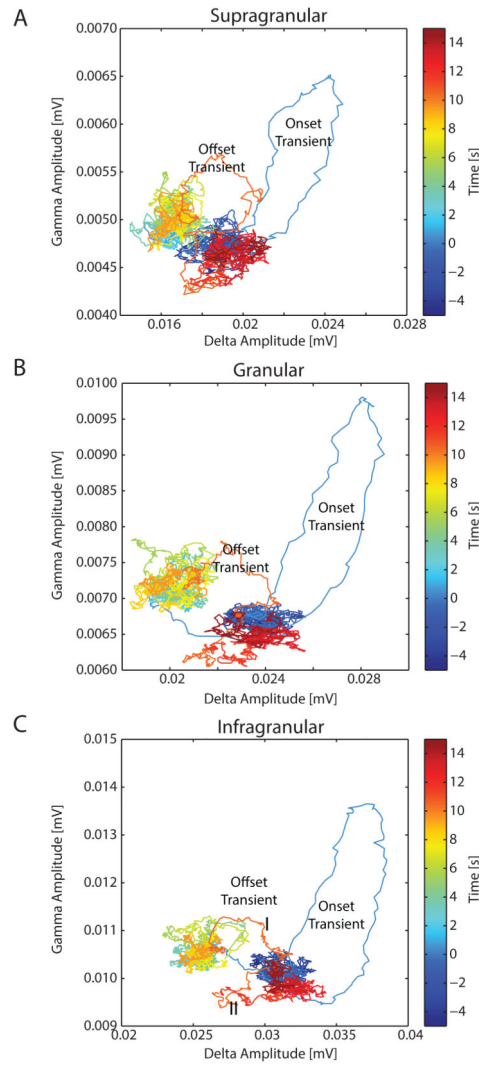 A
Supragranular
0.0070
0.0065
0.0060
0.0055
0.0050
0.0045
0.0040
Gamma Amplitude [mV]
Onset
Transient
Offset
Transient
0.016
0.02
0.024
0.028
Delta Amplitude [mV]
14
12
10
8
6
4
2
0
−2
−4
Time [s]
B
Granular
0.0100
0.0095
0.0090
0.0085
0.0080
0.0075
0.0070
0.0065
0.0060
Gamma Amplitude [mV]
Onset
Transient
Offset
Transient
0.02
0.024
0.028
Delta Amplitude [mV]
14
12
10
8
6
4
2
0
−2
−4
Time [s]
C
Infragranular
0.015
0.014
0.013
0.012
0.011
0.010
0.009
Gamma Amplitude [mV]
Offset
Transient
Onset
Transient
I
II
0.02
0.025
0.03
0.035
0.04
Delta Amplitude [mV]
14
12
10
8
6
4
2
0
−2
−4
Time [s]